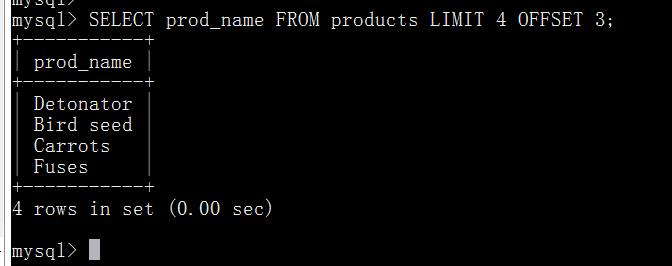 mysql>
mysql> SELECT prod_name FROM products LIMIT 4 OFFSET 3;
+-----------+
| prod_name |
+-----------+
| Detonator |
| Bird seed |
| Carrots   |
| Fuses     |
+-----------+
4 rows in set (0.00 sec)
mysql>